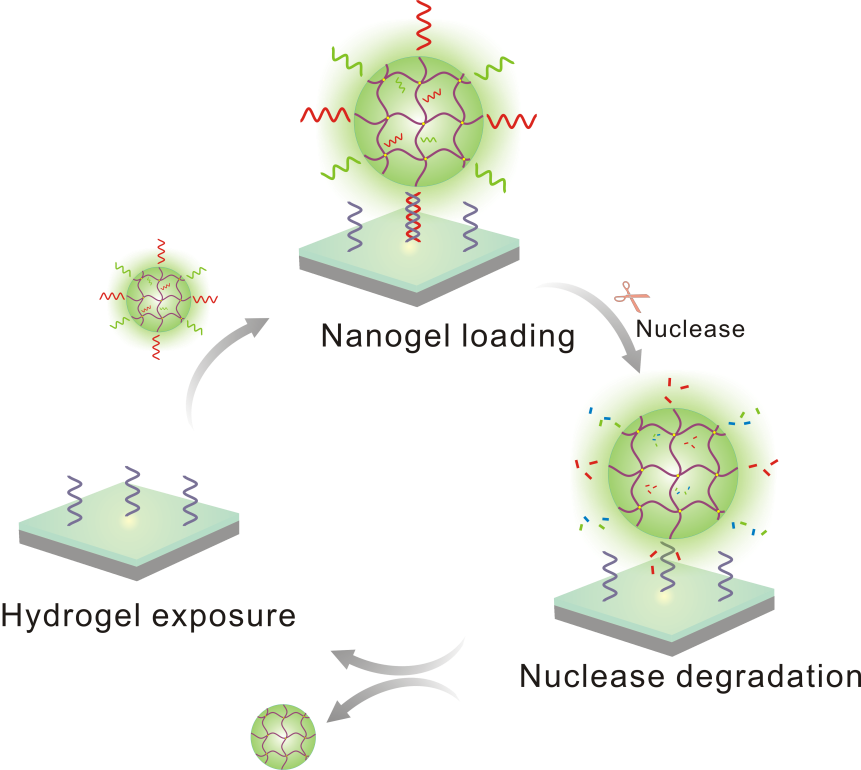 Nanogel loading
Nuclease
Hydrogel exposure
Nuclease degradation